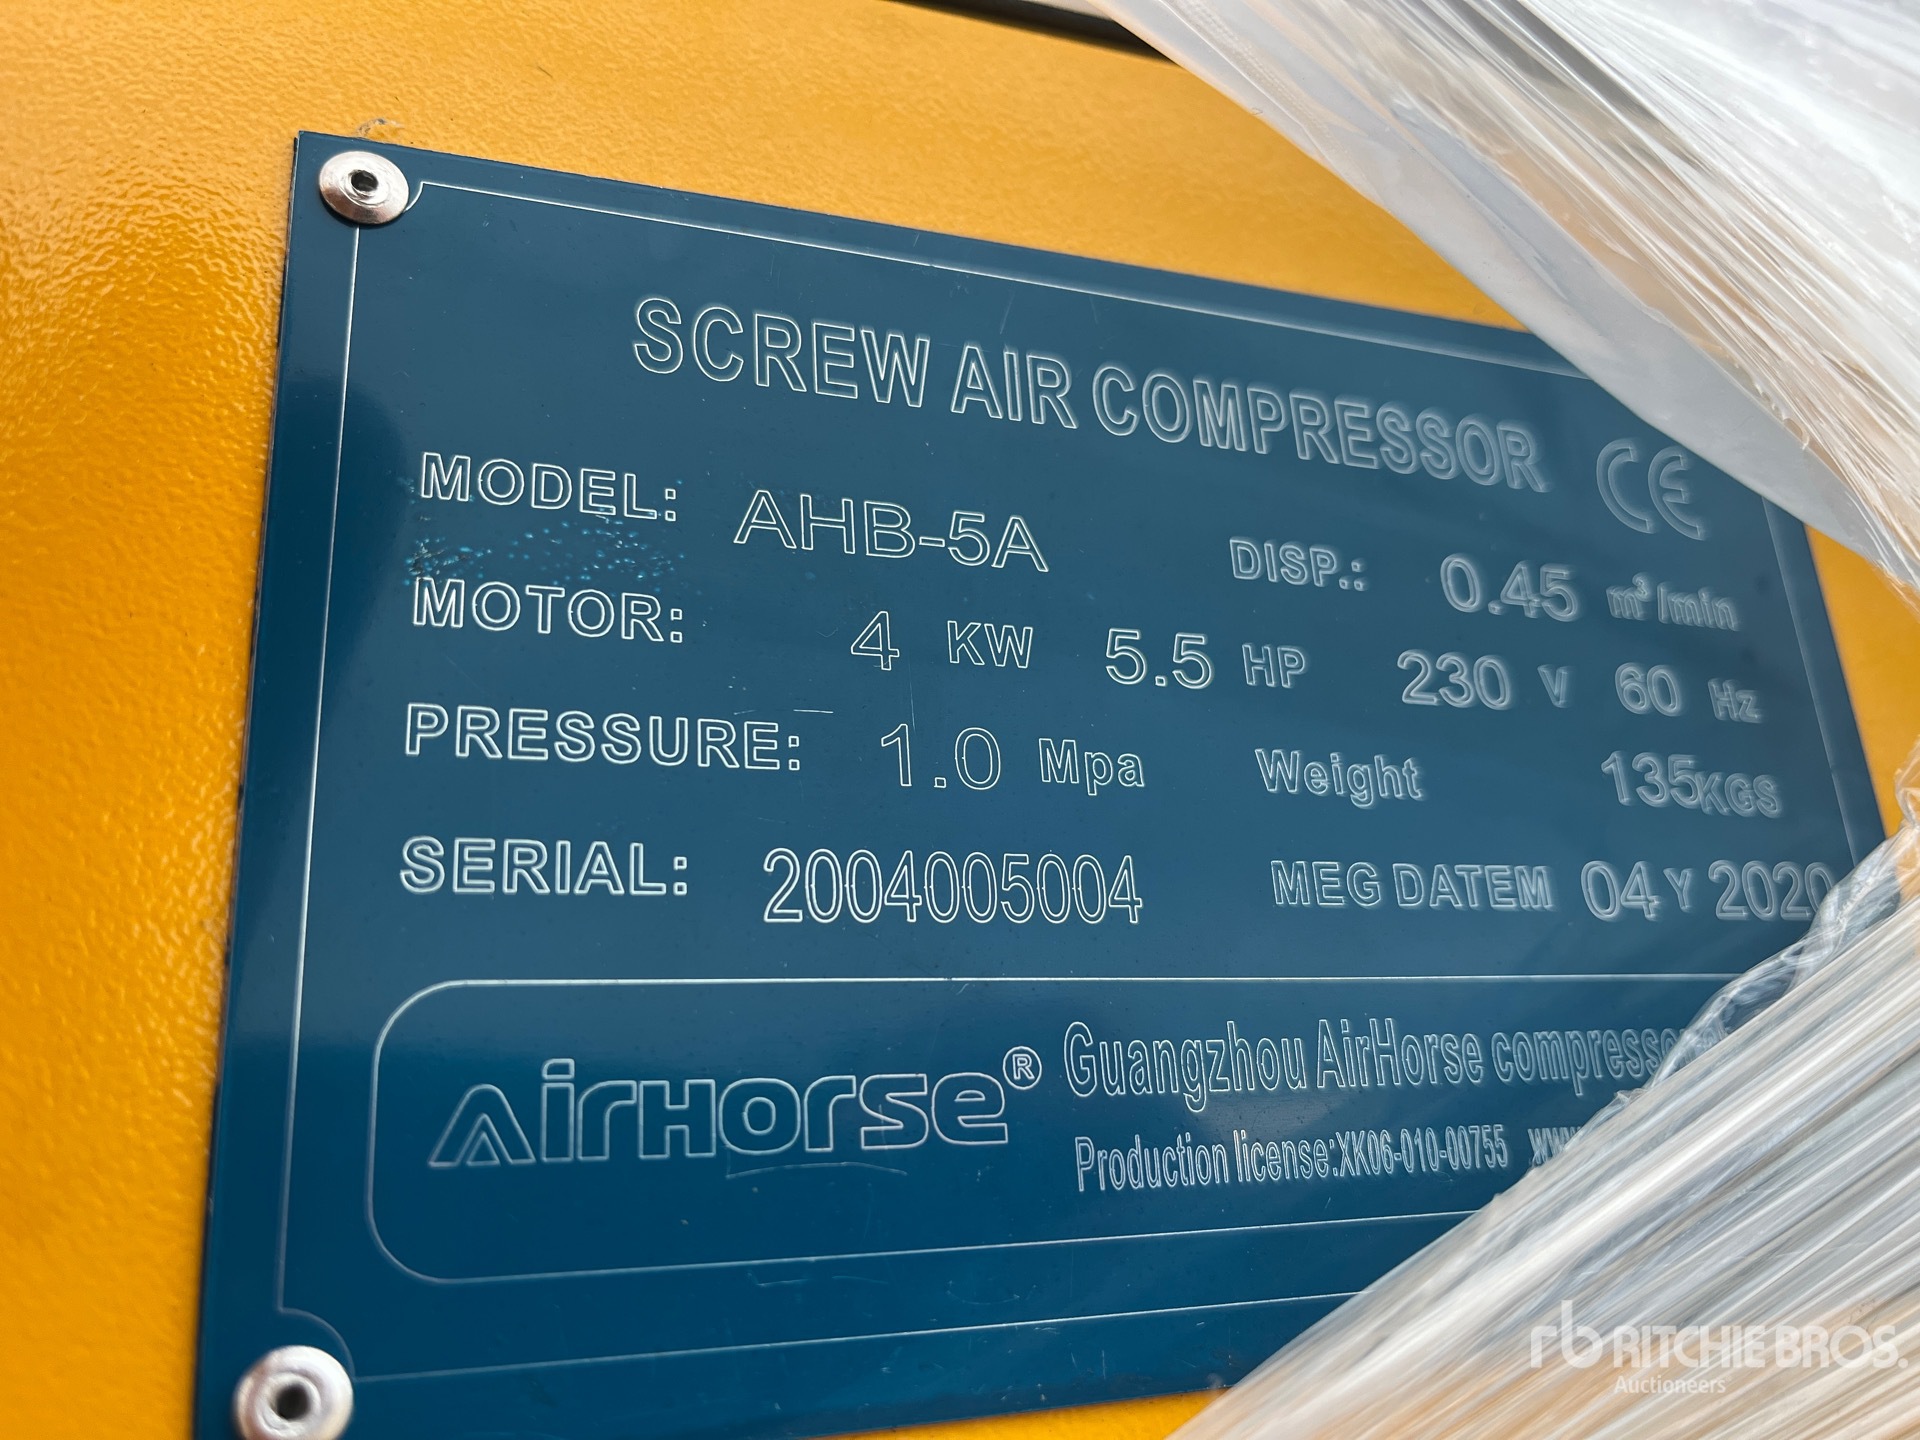 SCREW AIR COMPRESSOR CE
MODEL: AHB-5A DISP.: 0.45 m³/min
MOTOR: 4 KW 5.5 HP 230 V 60 Hz
PRESSURE: 1.0 Mpa Weight 135KGS
SERIAL: 2004005004 MEG DATEM 04 Y 2020
AirHorse® Guangzhou AirHorse compressor
Production license:XK06-010-00755
rb RITCHIE BROS.
Auctioneers